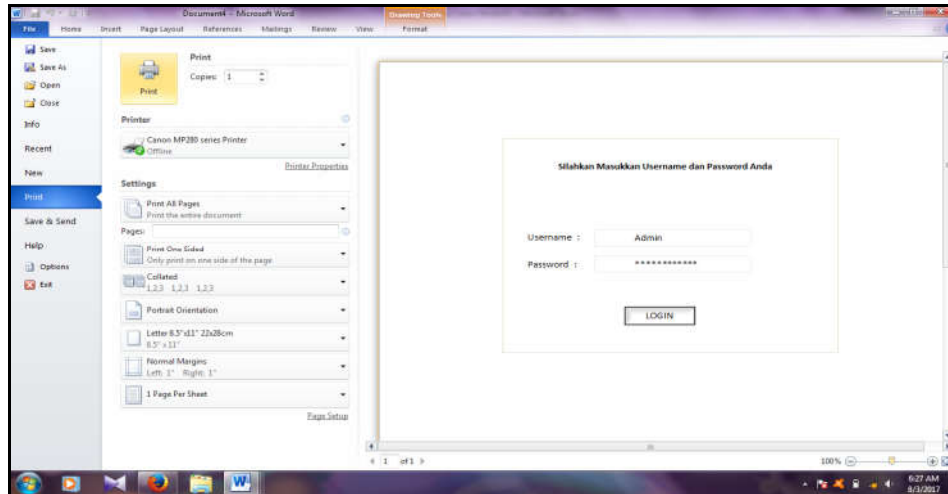 Document4 - Microsoft Word
Drawing Tools
File Home Insert Page Layout References Mailings Review View Format
Save
Save As
Open
Close
Info
Recent
New
Print
Save & Send
Help
Options
Exit
Print
Copies: 1
Print
Printer
Canon MP280 series Printer
Offline
Printer Properties
Settings
Print All Pages
Print the entire document
Pages:
Print One Sided
Only print on one side of the page
Collated
1,2,3 1,2,3 1,2,3
Portrait Orientation
Letter 8.5"x11" 22x28cm
8.5" x 11"
Normal Margins
Left: 1" Right: 1"
1 Page Per Sheet
Page Setup
Silahkan Masukkan Username dan Password Anda
Username : Admin
Password : ************
LOGIN
1 of 1
100%
6:27 AM
8/3/2017